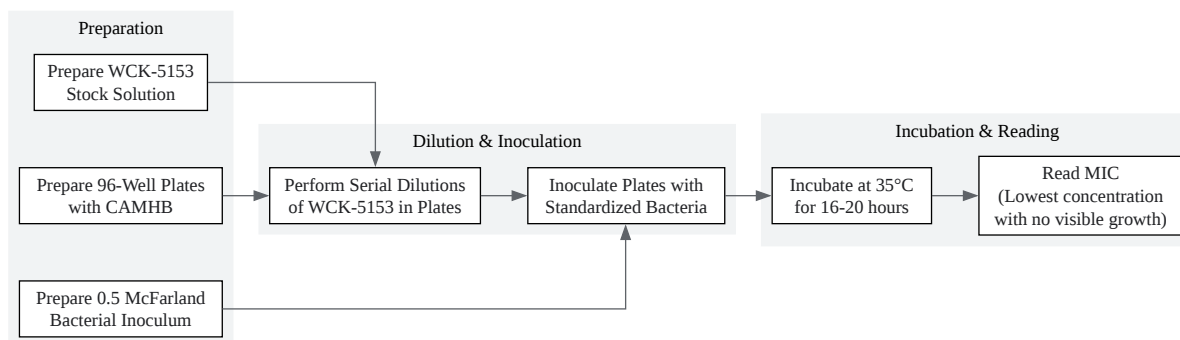 Preparation
Prepare WCK-5153
Stock Solution
Prepare 96-Well Plates
with CAMHB
Prepare 0.5 McFarland
Bacterial Inoculum
Dilution & Inoculation
Perform Serial Dilutions
of WCK-5153 in Plates
Inoculate Plates with
Standardized Bacteria
Incubation & Reading
Incubate at 35°C
for 16-20 hours
Read MIC
(Lowest concentration
with no visible growth)